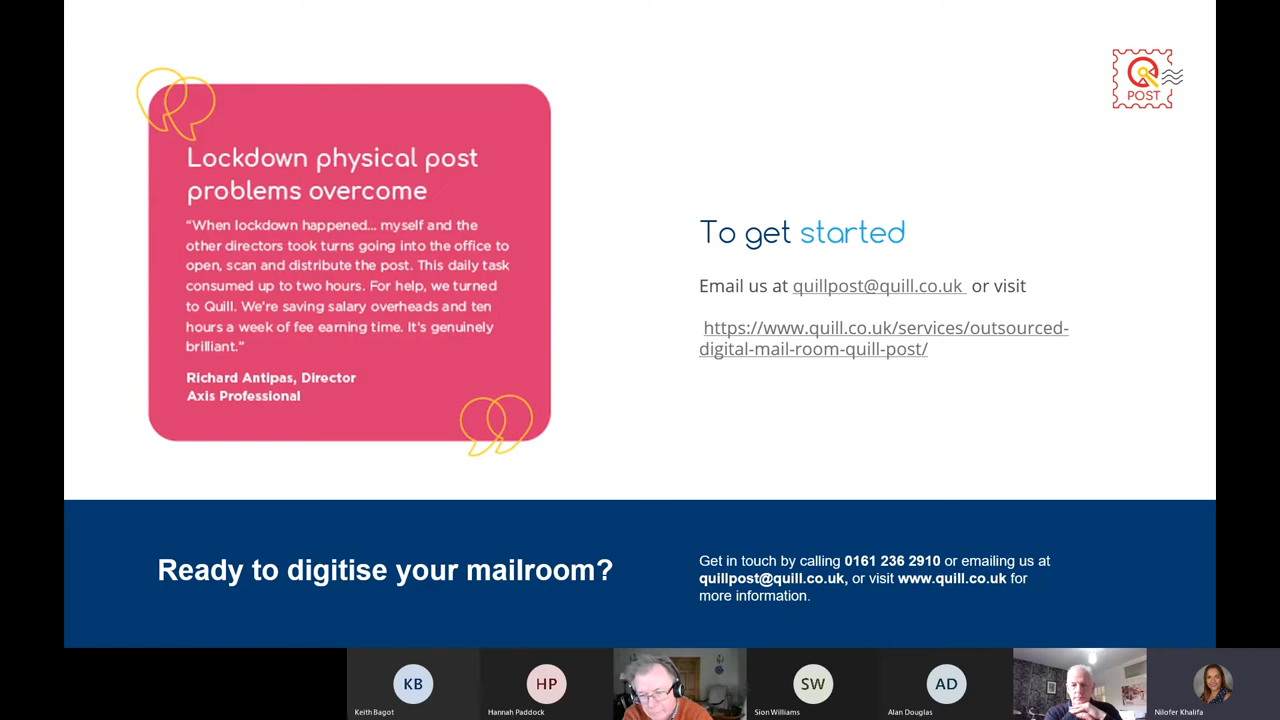 POST
Lockdown physical post
problems overcome
“When lockdown happened... myself and the
other directors took turns going into the office to
open, scan and distribute the post. This daily task
consumed up to two hours. For help, we turned
to Quill. We’re saving salary overheads and ten
hours a week of fee earning time. It’s genuinely
brilliant.”
Richard Antipas, Director
Axis Professional
To get started
Email us at quillpost@quill.co.uk or visit
https://www.quill.co.uk/services/outsourced-
digital-mail-room-quill-post/
Ready to digitise your mailroom?
Get in touch by calling 0161 236 2910 or emailing us at
quillpost@quill.co.uk, or visit www.quill.co.uk for
more information.
KB
HP
SW
AD
Keith Bagot
Hannah Paddock
Sion Williams
Alan Douglas
Nilofer Khalifa